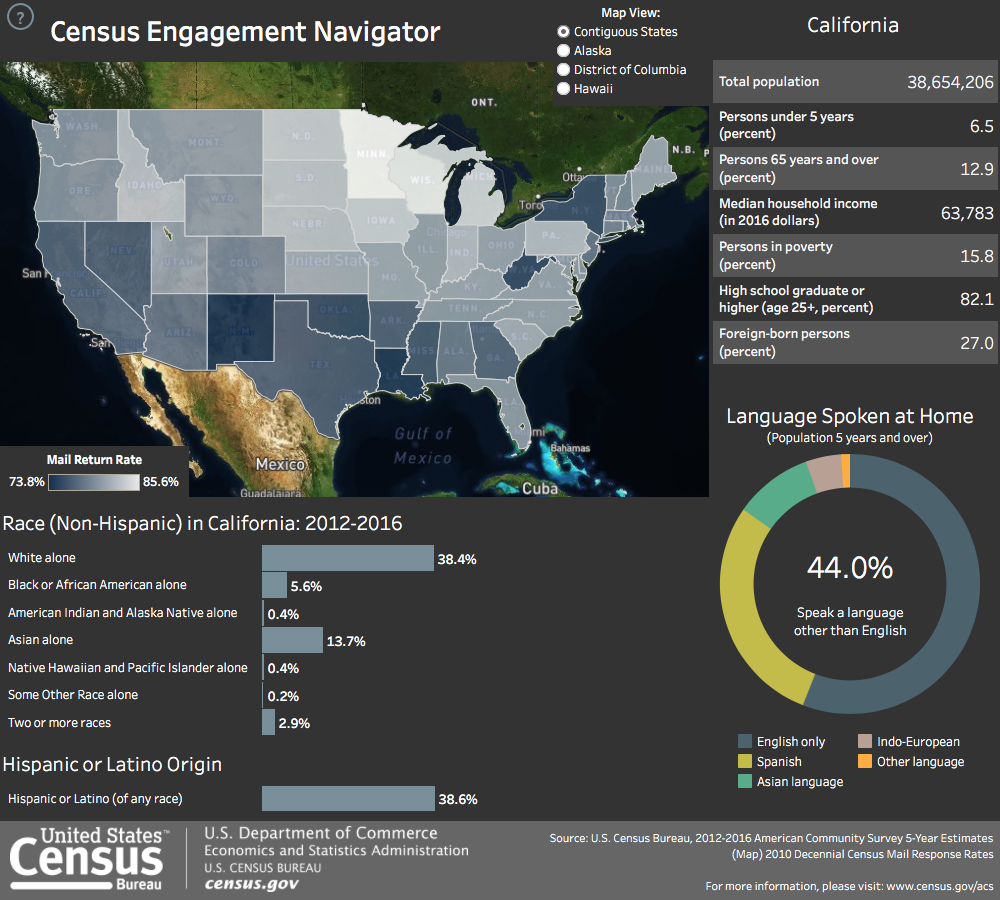 ?
Census Engagement Navigator
Map View:
Contiguous States
Alaska
District of Columbia
Hawaii
ONT.
N.B.
WASH.
MONT.
N.D.
MINN.
ORE.
IDAHO
WYO.
S.D.
WIS.
MICH.
MAINE
Toro
N.Y.
NEBR.
IOWA
Chicago
PA.
NEV.
UTAH
COLO.
United States
ILL.
IND
OHIO
San
CALIF.
MO.
KY.
W.VA.
VA.
ARIZ.
N.M.
OKLA.
ARK.
TENN.
N.C.
San
TEX.
MISS.
ALA.
GA.
S.C.
LA.
ston
FLA.
mi
Gulf of
Mexico
Bahamas
Mexico
Cuba
Guadalajara
Mail Return Rate
73.8% 85.6%
California
Total population 38,654,206
Persons under 5 years
(percent) 6.5
Persons 65 years and over
(percent) 12.9
Median household income
(in 2016 dollars) 63,783
Persons in poverty
(percent) 15.8
High school graduate or
higher (age 25+, percent) 82.1
Foreign-born persons
(percent) 27.0
Language Spoken at Home
(Population 5 years and over)
44.0%
Speak a language
other than English
English only
Indo-European
Spanish
Other language
Asian language
Race (Non-Hispanic) in California: 2012-2016
White alone 38.4%
Black or African American alone 5.6%
American Indian and Alaska Native alone 0.4%
Asian alone 13.7%
Native Hawaiian and Pacific Islander alone 0.4%
Some Other Race alone 0.2%
Two or more races 2.9%
Hispanic or Latino Origin
Hispanic or Latino (of any race) 38.6%
United States™
Census
Bureau
U.S. Department of Commerce
Economics and Statistics Administration
U.S. CENSUS BUREAU
census.gov
Source: U.S. Census Bureau, 2012-2016 American Community Survey 5-Year Estimates
(Map) 2010 Decennial Census Mail Response Rates
For more information, please visit: www.census.gov/acs